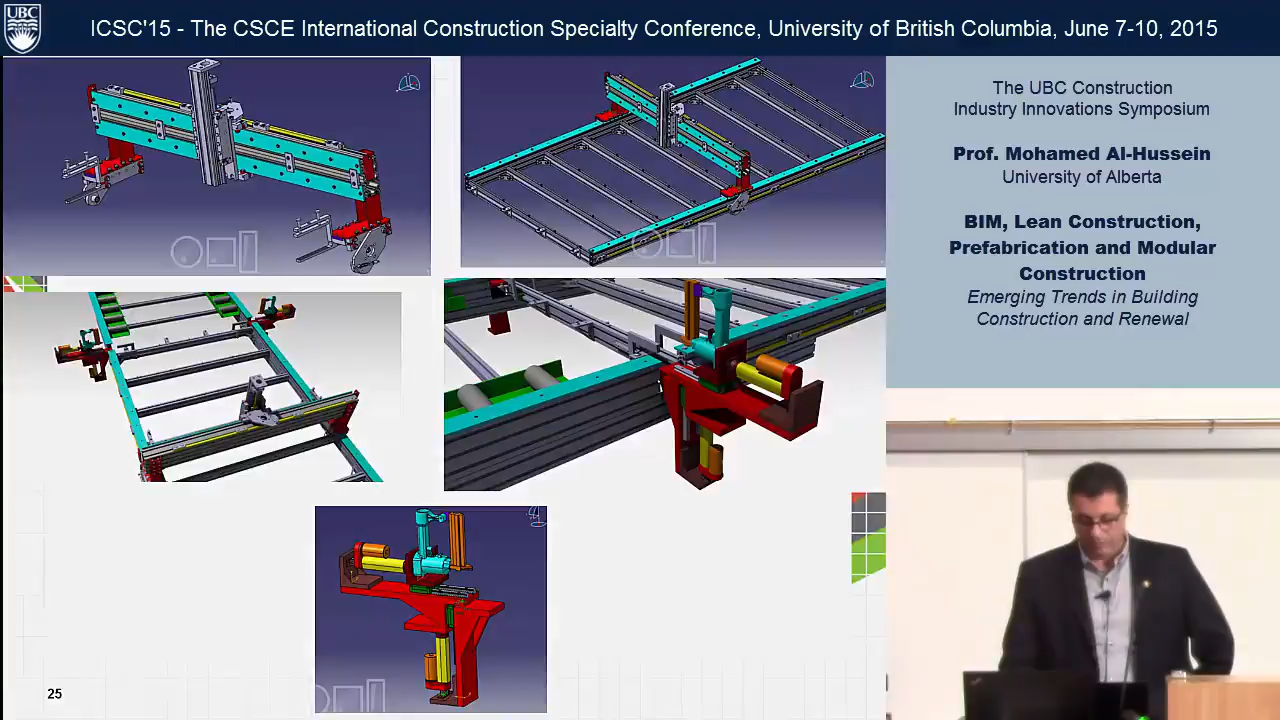 UBC
ICSC'15 - The CSCE International Construction Specialty Conference, University of British Columbia, June 7-10, 2015
The UBC Construction
Industry Innovations Symposium
Prof. Mohamed Al-Hussein
University of Alberta
BIM, Lean Construction,
Prefabrication and Modular
Construction
Emerging Trends in Building
Construction and Renewal
25